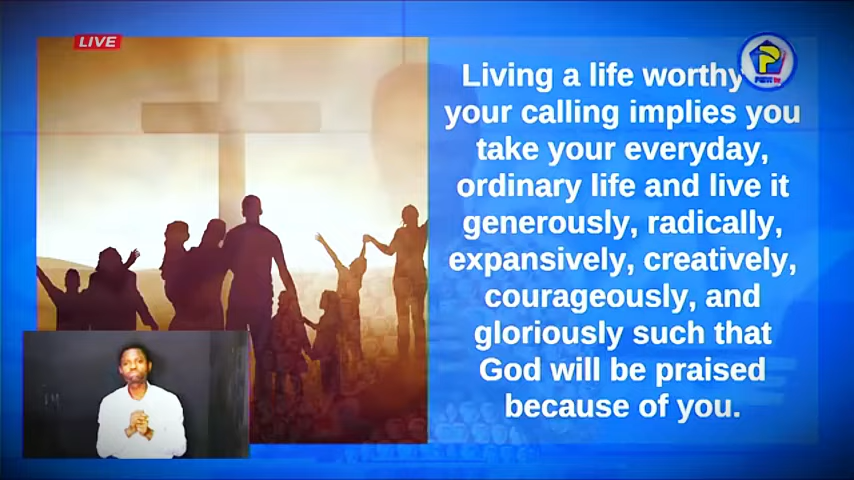 LIVE
Living a life worthy
your calling implies you
take your everyday,
ordinary life and live it
generously, radically,
expansively, creatively,
courageously, and
gloriously such that
God will be praised
because of you.
P